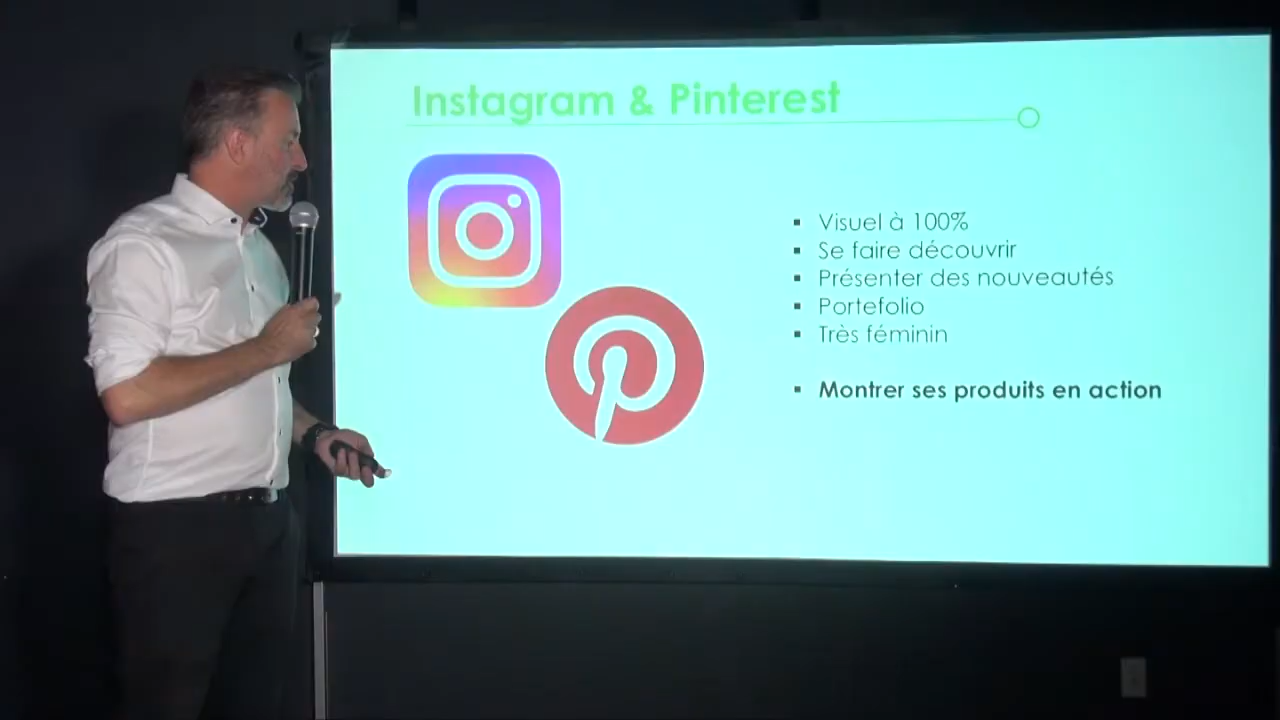 Instagram & Pinterest
Visuel à 100%
Se faire découvrir
Présenter des nouveautés
Portefolio
Très féminin
Montrer ses produits en action